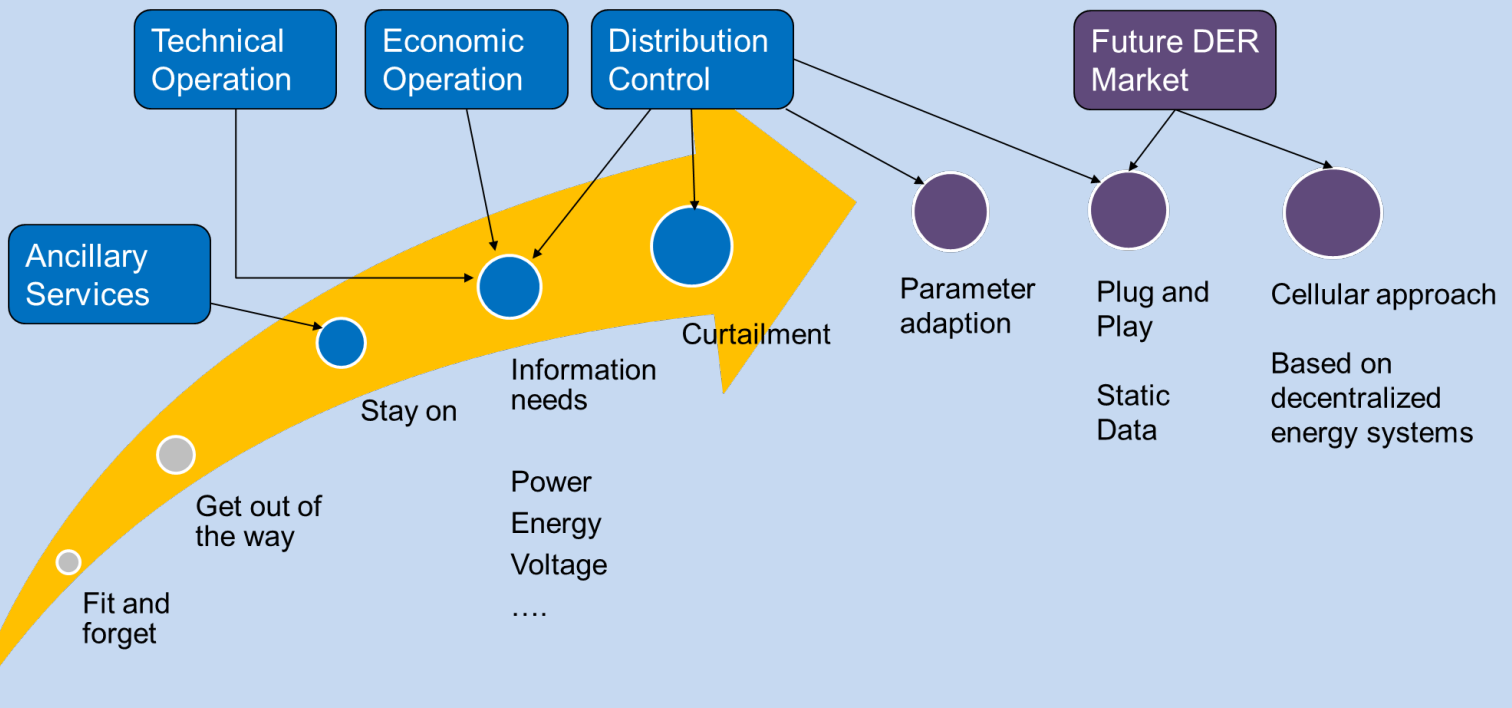 Technical
Operation
Economic
Operation
Distribution
Control
Future DER
Market
Ancillary
Services
Fit and
forget
Get out of
the way
Stay on
Information
needs
Power
Energy
Voltage
....
Curtailment
Parameter
adaption
Plug and
Play
Static
Data
Cellular approach
Based on
decentralized
energy systems